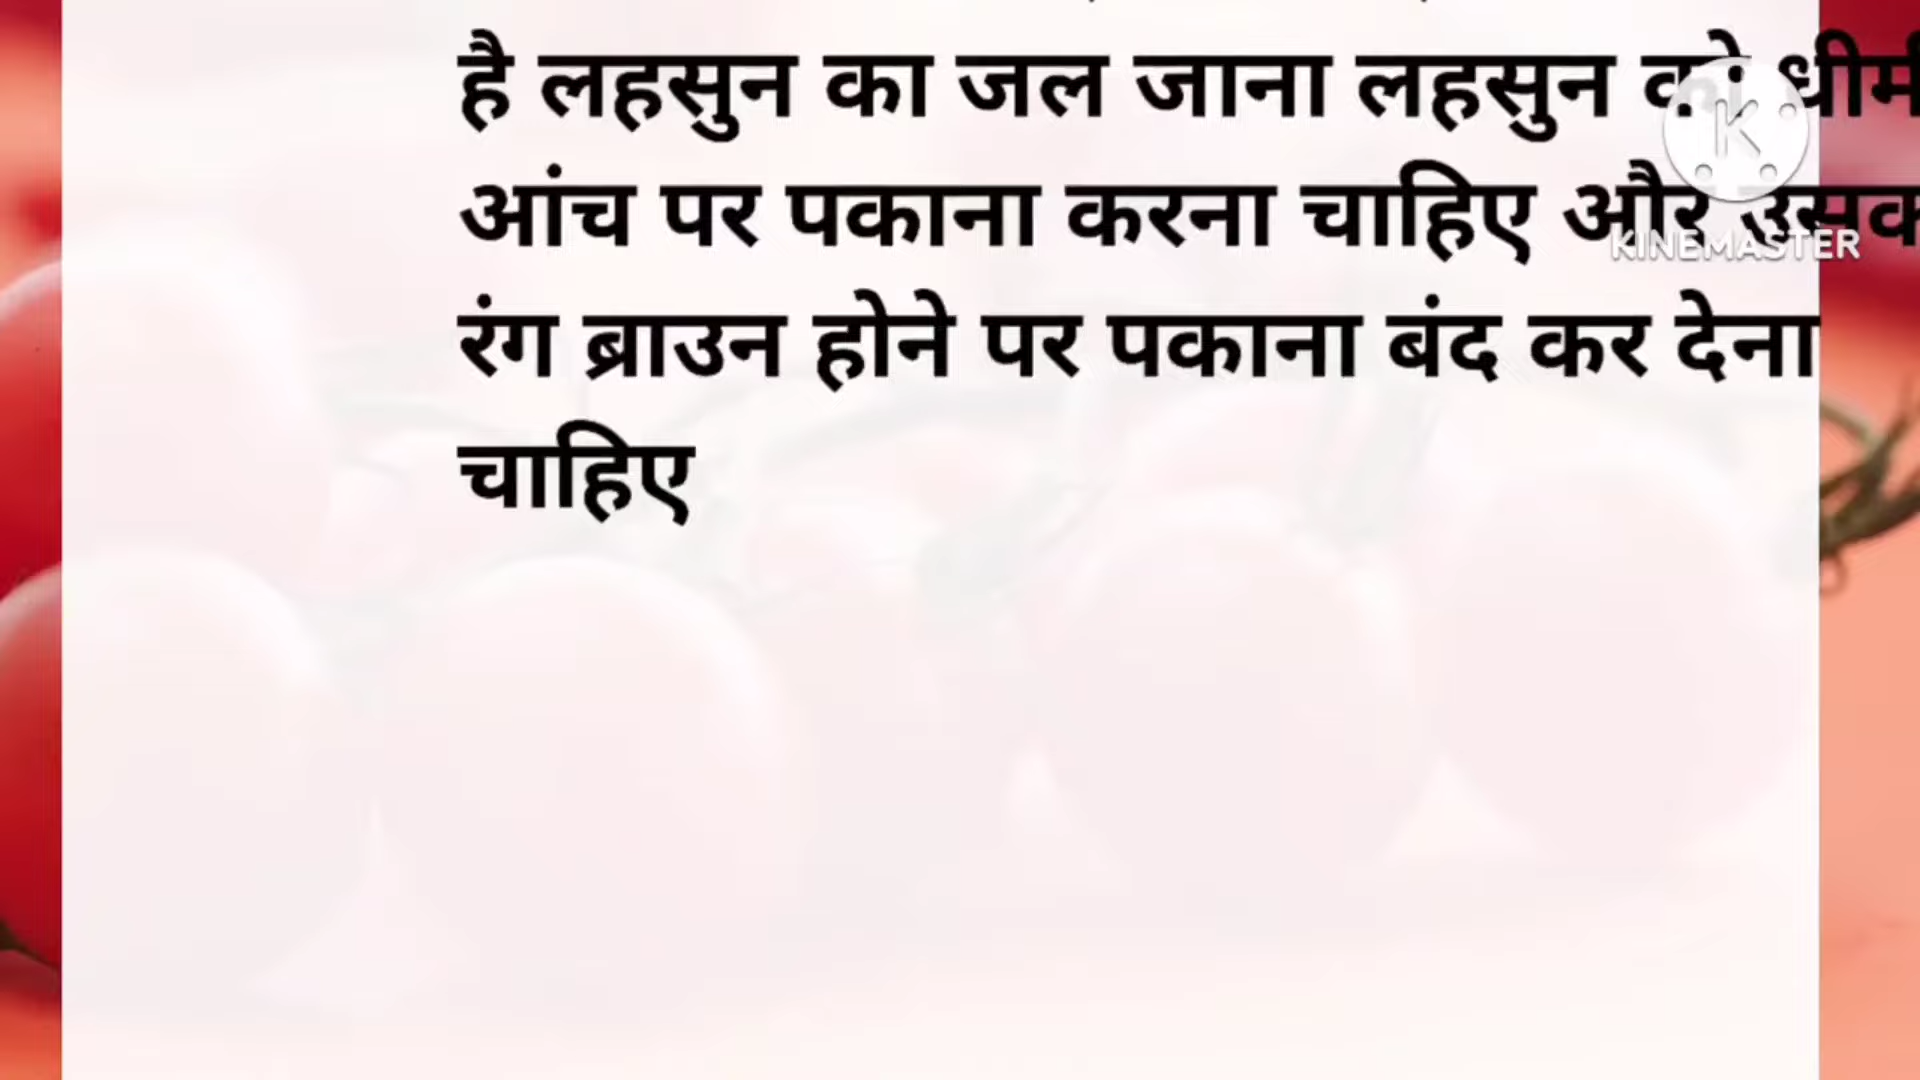 है लहसुन का जल जाना लहसुन को धीमी
आंच पर पकाना करना चाहिए और
KINEMASTER
रंग ब्राउन होने पर पकाना बंद कर देना
चाहिए